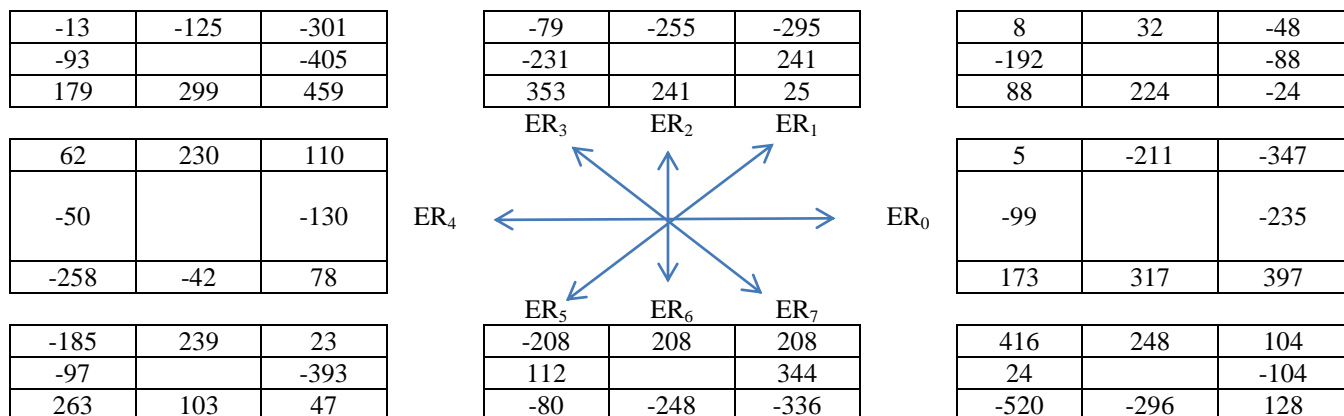 -13 -125 -301 -79 -255 -295 8 32 -48
-93 -405 -231 241 -192 -88
179 299 459 353 241 25 88 224 -24
ER₃ ER₂ ER₁
62 230 110 5 -211 -347
-50 -130 ER₄ ER₀ -99 -235
-258 -42 78 173 317 397
ER₅ ER₆ ER₇
-185 239 23 -208 208 208 416 248 104
-97 -393 112 344 24 -104
263 103 47 -80 -248 -336 -520 -296 128